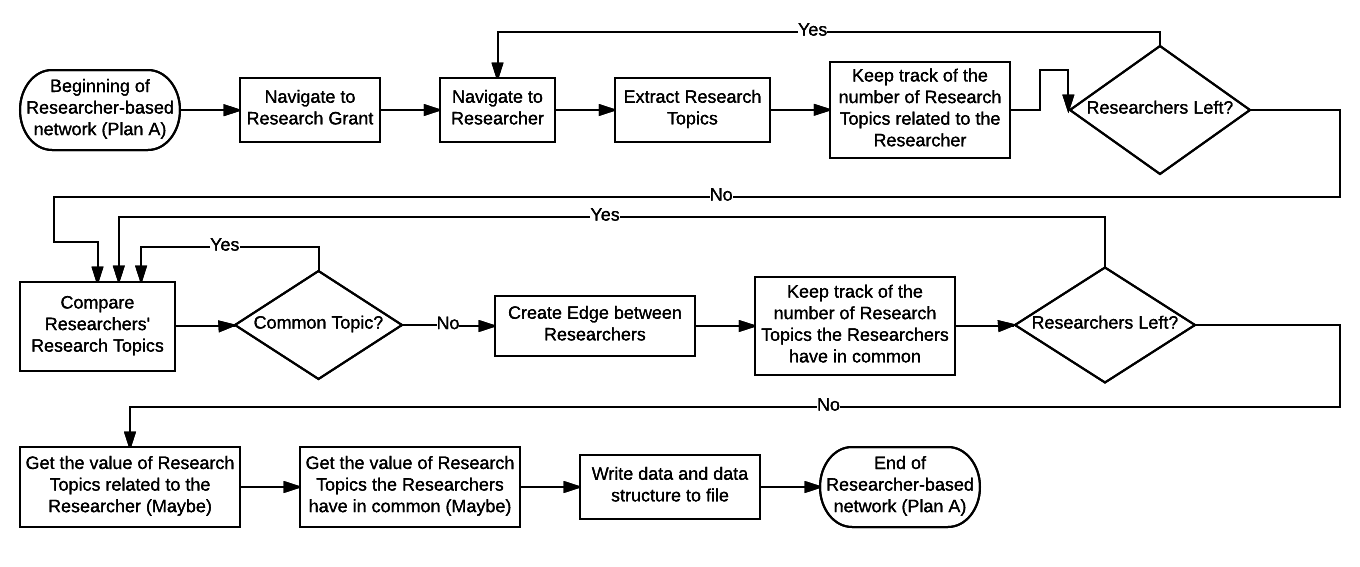 Yes
Beginning of
Researcher-based
network (Plan A)
Navigate to
Research Grant
Navigate to
Researcher
Extract Research
Topics
Keep track of the
number of Research
Topics related to the
Researcher
Researchers Left?
No
Yes
Yes
Compare
Researchers'
Research Topics
Common Topic?
No
Create Edge between
Researchers
Keep track of the
number of Research
Topics the Researchers
have in common
Researchers Left?
No
Get the value of Research
Topics related to the
Researcher (Maybe)
Get the value of Research
Topics the Researchers
have in common (Maybe)
Write data and data
structure to file
End of
Researcher-based
network (Plan A)